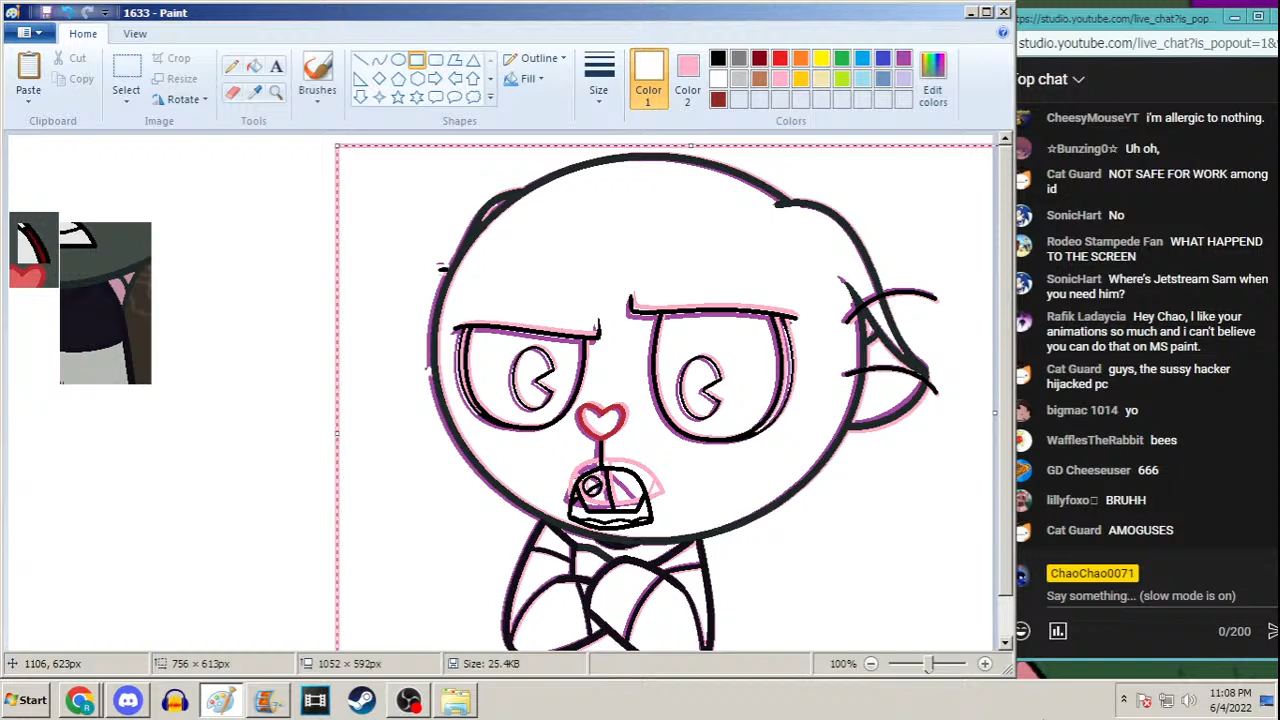 1633 - Paint
tps://studio.youtube.com/live_chat?is_pop...
Home View
studio.youtube.com/live_chat?is_popout=1&
Paste
Cut
Copy
Select
Crop
Resize
Rotate
Brushes
Outline
Fill
Size
Color 1
Color 2
Edit colors
Clipboard Image Tools Shapes Colors
op chat
CheesyMouseYT i'm allergic to nothing.
☆Bunzing0☆ Uh oh,
Cat Guard NOT SAFE FOR WORK among
id
SonicHart No
Rodeo Stampede Fan WHAT HAPPEND
TO THE SCREEN
SonicHart Where's Jetstream Sam when
you need him?
Rafik Ladaycia Hey Chao, I like your
animations so much and i can't believe
you can do that on MS paint.
Cat Guard guys, the sussy hacker
hijacked pc
bigmac 1014 yo
WafflesTheRabbit bees
GD Cheeseuser 666
lillyfoxo BRUHH
Cat Guard AMOGUSES
ChaoChao0071
Say something... (slow mode is on)
0/200
1106, 623px 756 × 613px 1052 × 592px Size: 25.4KB 100%
Start
11:08 PM
6/4/2022